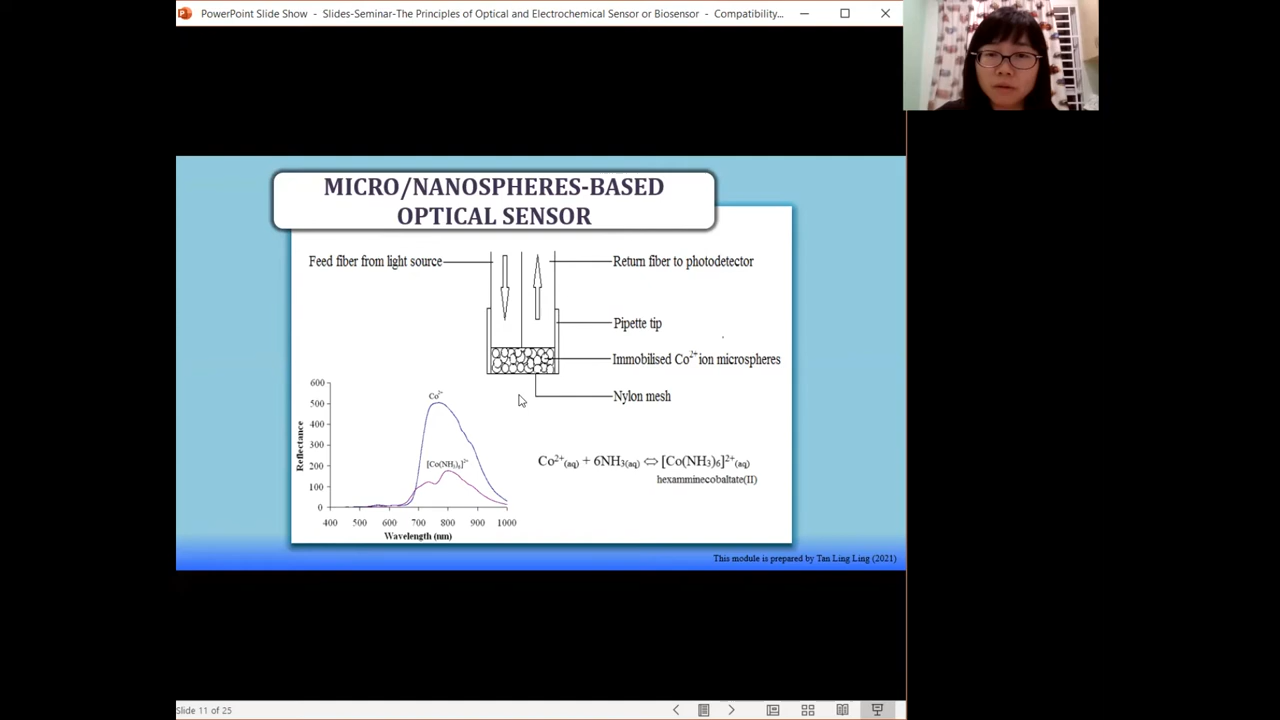 PowerPoint Slide Show - Slides-Seminar-The Principles of Optical and Electrochemical Sensor or Biosensor - Compatibility...
MICRO/NANOSPHERES-BASED
OPTICAL SENSOR
Feed fiber from light source
Return fiber to photodetector
Pipette tip
Immobilised Co²⁺ ion microspheres
Nylon mesh
600
500
400
300
200
100
0
Reflectance
Co²⁺
[Co(NH₃)₆]²⁺
400 500 600 700 800 900 1000
Wavelength (nm)
Co²⁺(aq) + 6NH₃(aq) ⇔ [Co(NH₃)₆]²⁺(aq)
hexamminecobaltate(II)
This module is prepared by Tan Ling Ling (2021)
Slide 11 of 25